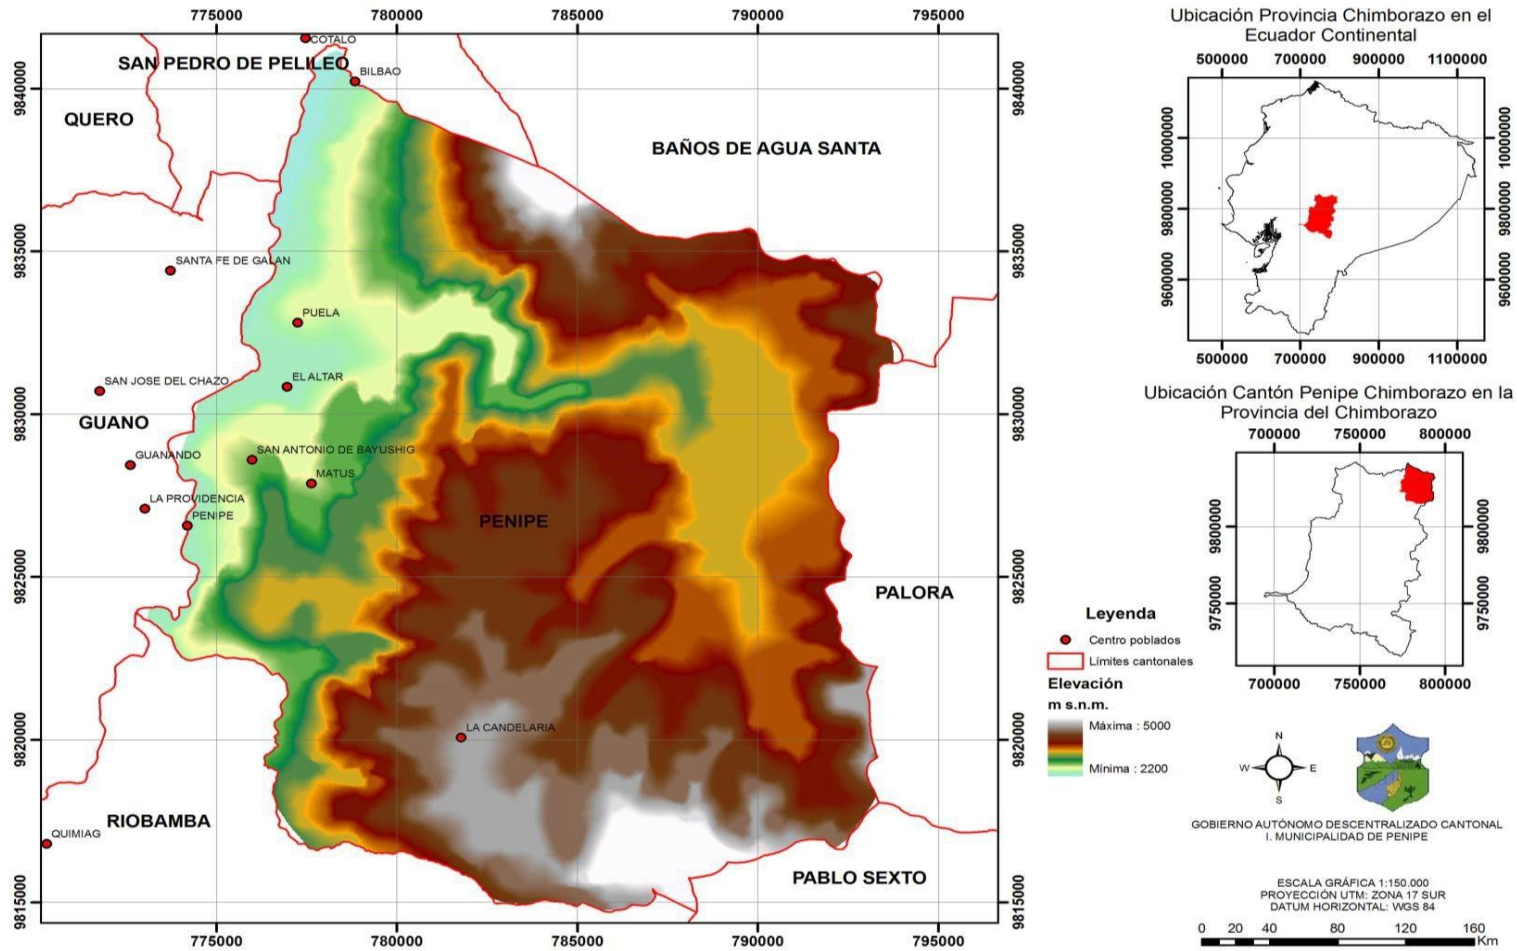 775000 780000 785000 790000 795000
COTALO
SAN PEDRO DE PELILEO
BILBAO
9840000
9840000
QUERO
BAÑOS DE AGUA SANTA
9835000
9835000
SANTA FE DE GALAN
PUELA
SAN JOSE DEL CHAZO
EL ALTAR
9830000
9830000
GUANO
GUANANDO
SAN ANTONIO DE BAYUSHIG
MATUS
LA PROVIDENCIA
PENIPE
PENIPE
9825000
9825000
PALORA
9820000
9820000
LA CANDELARIA
RIOBAMBA
QUIMIAG
PABLO SEXTO
9815000
9815000
775000 780000 785000 790000 795000
Ubicación Provincia Chimborazo en el
Ecuador Continental
5000000 7000000 9000000 1100000
10000000
10000000
9800000
9800000
9600000
9600000
5000000 7000000 9000000 1100000
Ubicación Cantón Penipe Chimborazo en la
Provincia del Chimborazo
700000 750000 800000
9800000
9800000
9750000
9750000
700000 750000 800000
Leyenda
Centro poblados
Límites cantonales
Elevación
m s.n.m.
Máxima : 5000
Mínima : 2200
N
W E
S
GOBIERNO AUTÓNOMO DESCENTRALIZADO CANTONAL
I. MUNICIPALIDAD DE PENIPE
ESCALA GRÁFICA 1:150.000
PROYECCIÓN UTM: ZONA 17 SUR
DATUM HORIZONTAL: WGS 84
0 20 40 80 120 160
Km